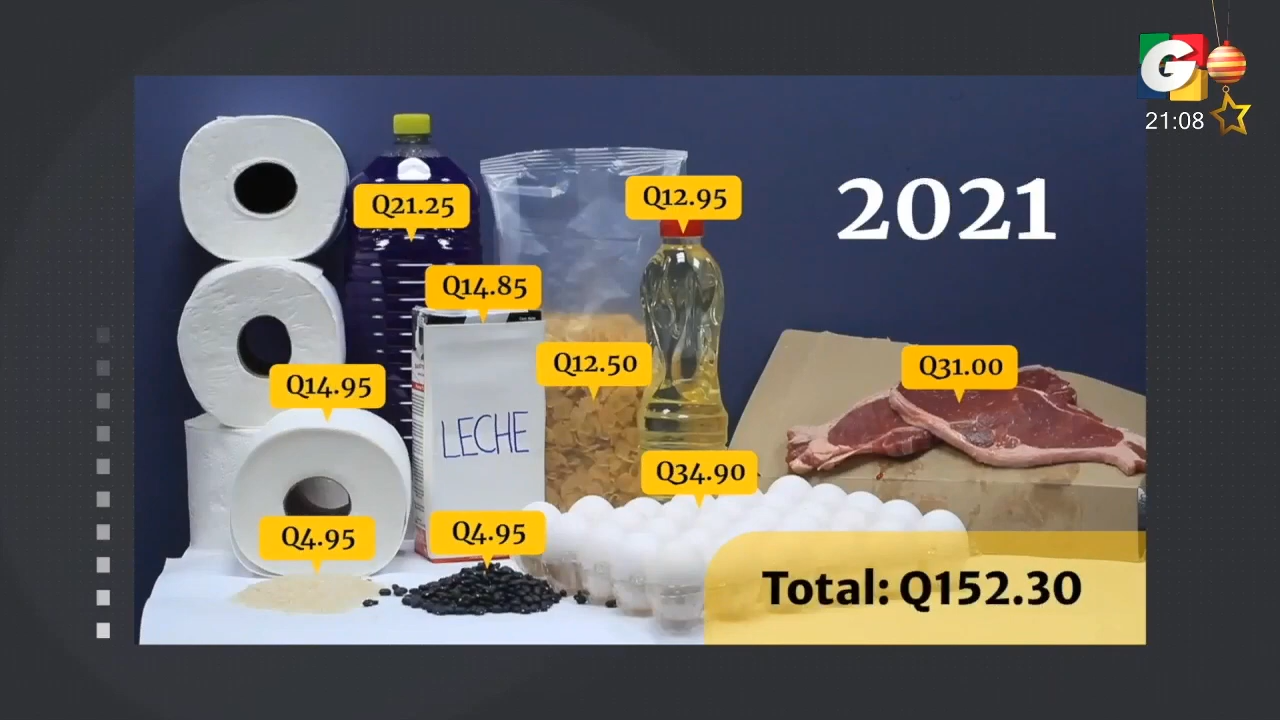 G
21:08
2021
Q21.25
Q12.95
Q14.85
Q12.50
Q31.00
Q14.95
LECHE
Q34.90
Q4.95
Q4.95
Total: Q152.30